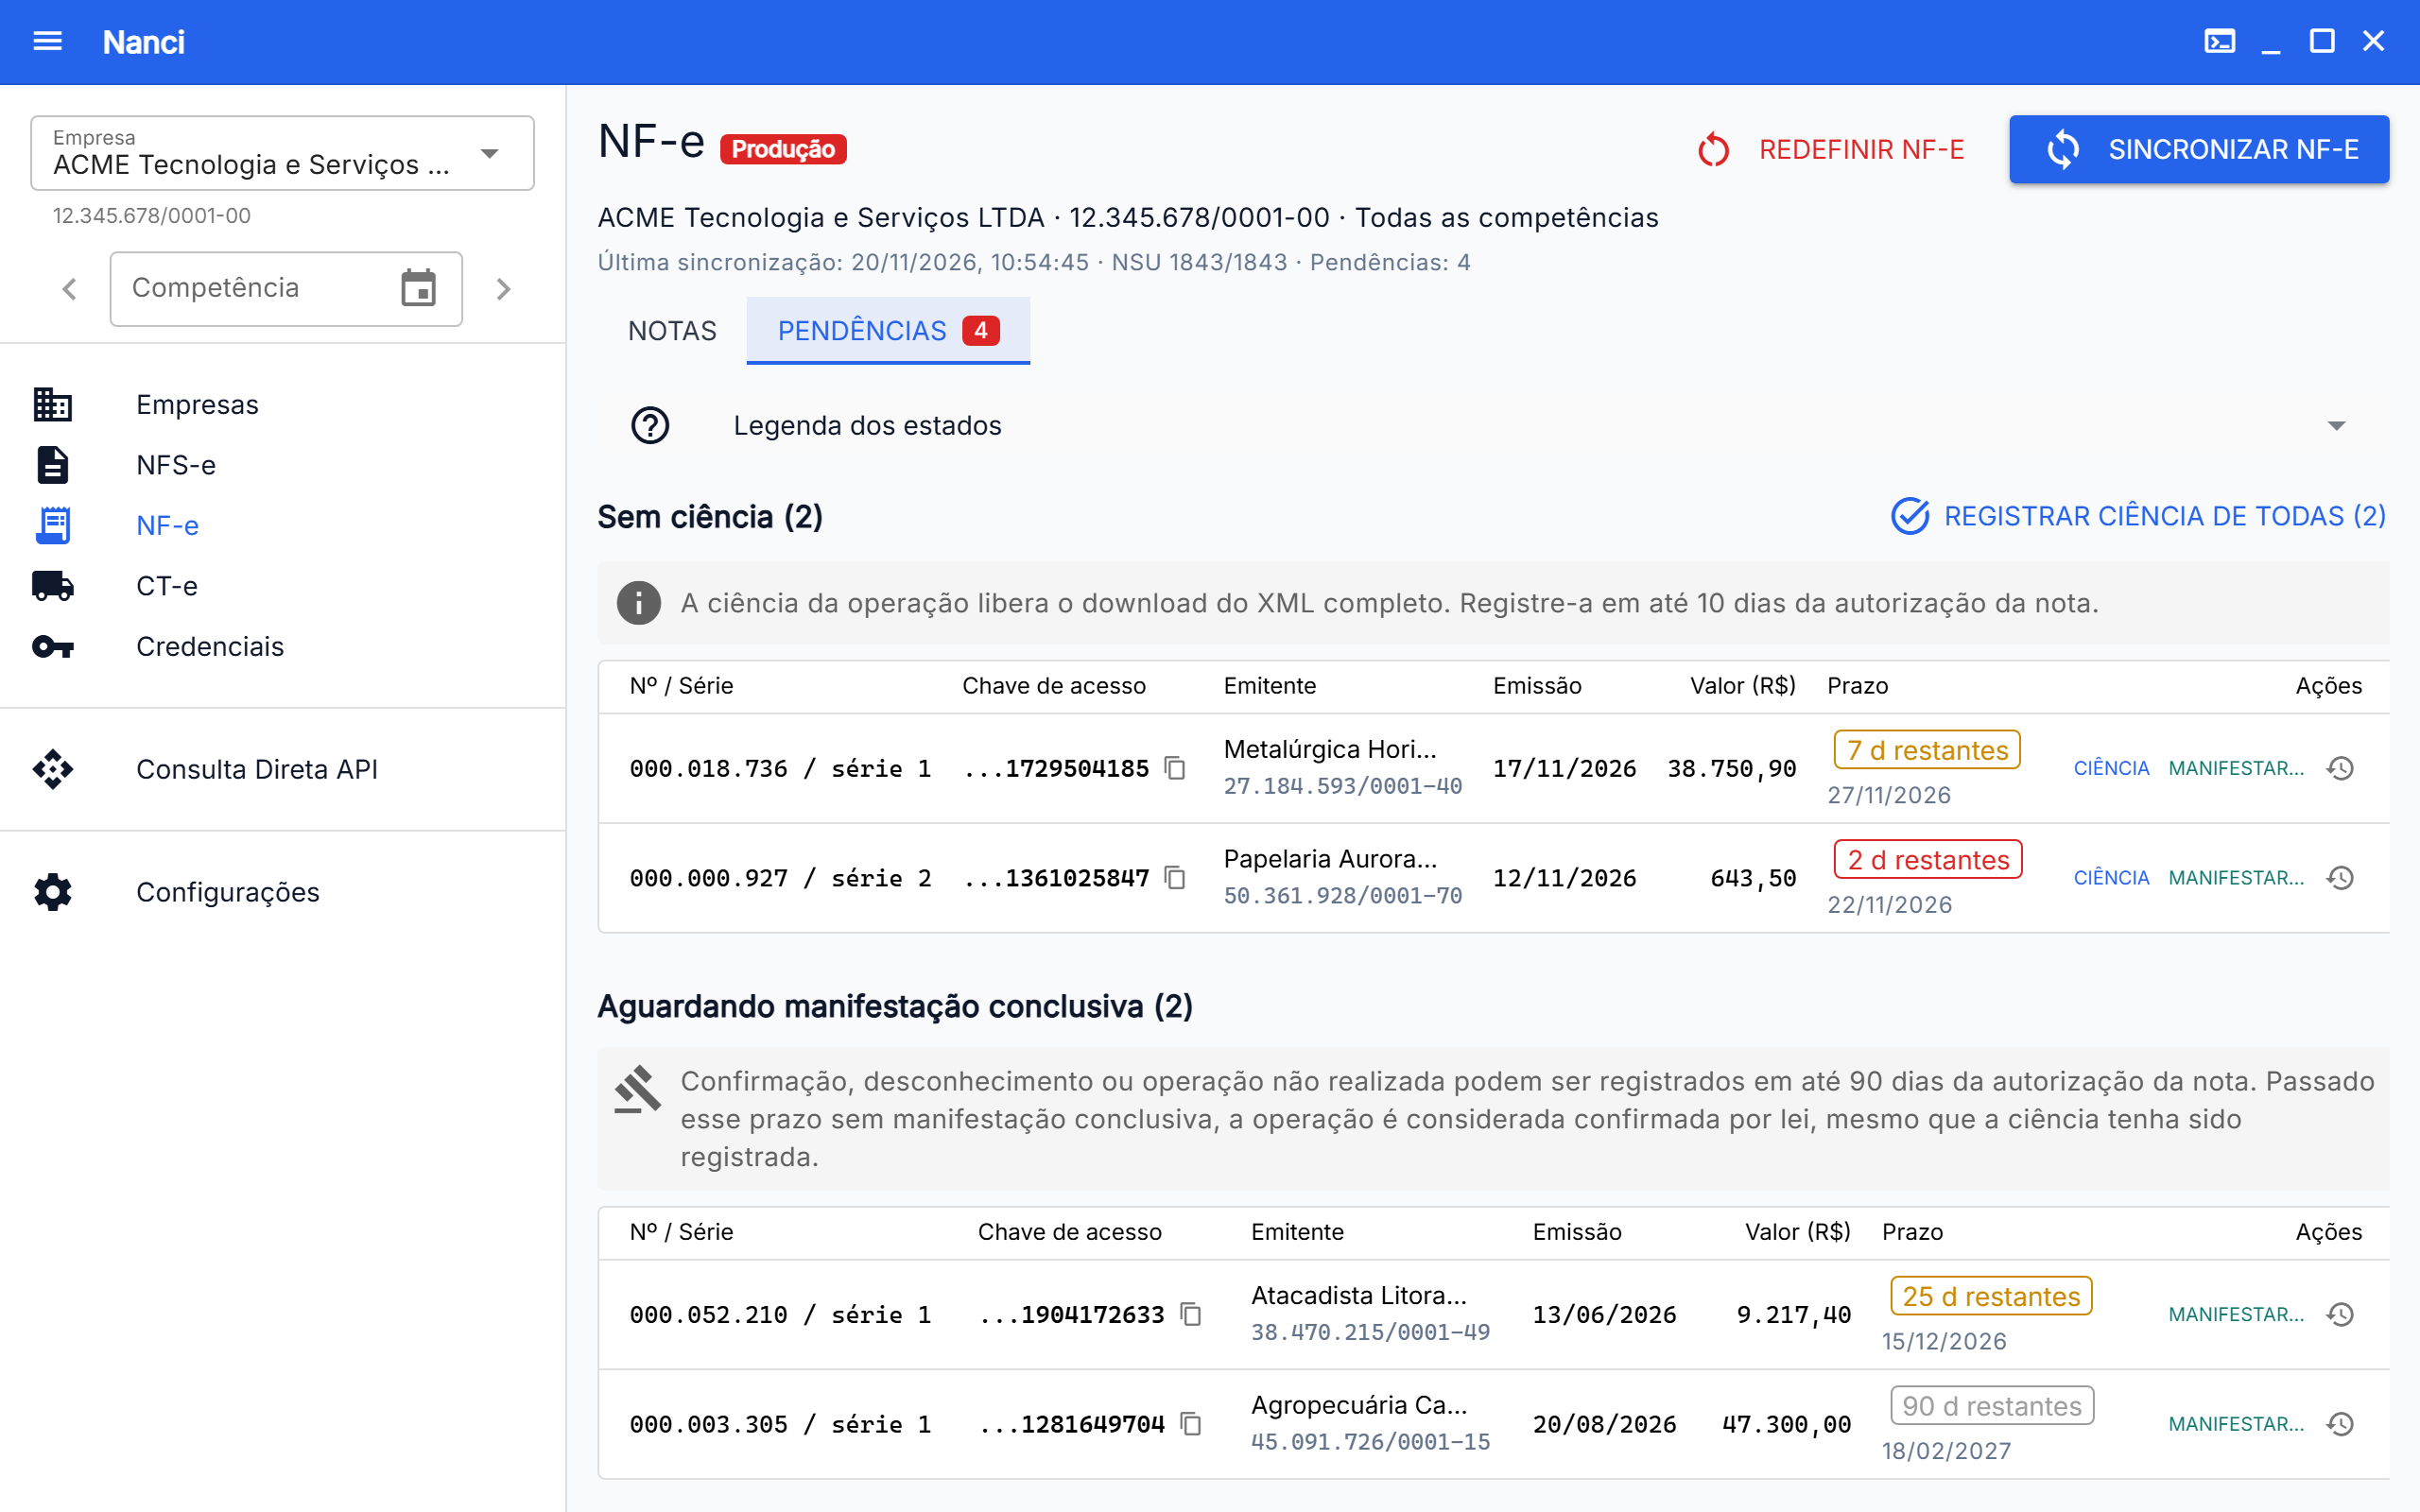 Nanci
Empresa
ACME Tecnologia e Serviços ...
12.345.678/0001-00
Competência
Empresas
NFS-e
NF-e
CT-e
Credenciais
Consulta Direta API
Configurações
NF-e Produção
REDEFINIR NF-E
SINCRONIZAR NF-E
ACME Tecnologia e Serviços LTDA · 12.345.678/0001-00 · Todas as competências
Última sincronização: 20/11/2026, 10:54:45 · NSU 1843/1843 · Pendências: 4
NOTAS PENDÊNCIAS 4
Legenda dos estados
Sem ciência (2)
REGISTRAR CIÊNCIA DE TODAS (2)
A ciência da operação libera o download do XML completo. Registre-a em até 10 dias da autorização da nota.
Nº / Série Chave de acesso Emitente Emissão Valor (R$) Prazo Ações
000.018.736 / série 1 ...1729504185 Metalúrgica Hori... 17/11/2026 38.750,90 7 d restantes CIÊNCIA MANIFESTAR...
27.184.593/0001-40 27/11/2026
000.000.927 / série 2 ...1361025847 Papelaria Aurora... 12/11/2026 643,50 2 d restantes CIÊNCIA MANIFESTAR...
50.361.928/0001-70 22/11/2026
Aguardando manifestação conclusiva (2)
Confirmação, desconhecimento ou operação não realizada podem ser registrados em até 90 dias da autorização da nota. Passado
esse prazo sem manifestação conclusiva, a operação é considerada confirmada por lei, mesmo que a ciência tenha sido
registrada.
Nº / Série Chave de acesso Emitente Emissão Valor (R$) Prazo Ações
000.052.210 / série 1 ...1904172633 Atacadista Litora... 13/06/2026 9.217,40 25 d restantes MANIFESTAR...
38.470.215/0001-49 15/12/2026
000.003.305 / série 1 ...1281649704 Agropecuária Ca... 20/08/2026 47.300,00 90 d restantes MANIFESTAR...
45.091.726/0001-15 18/02/2027